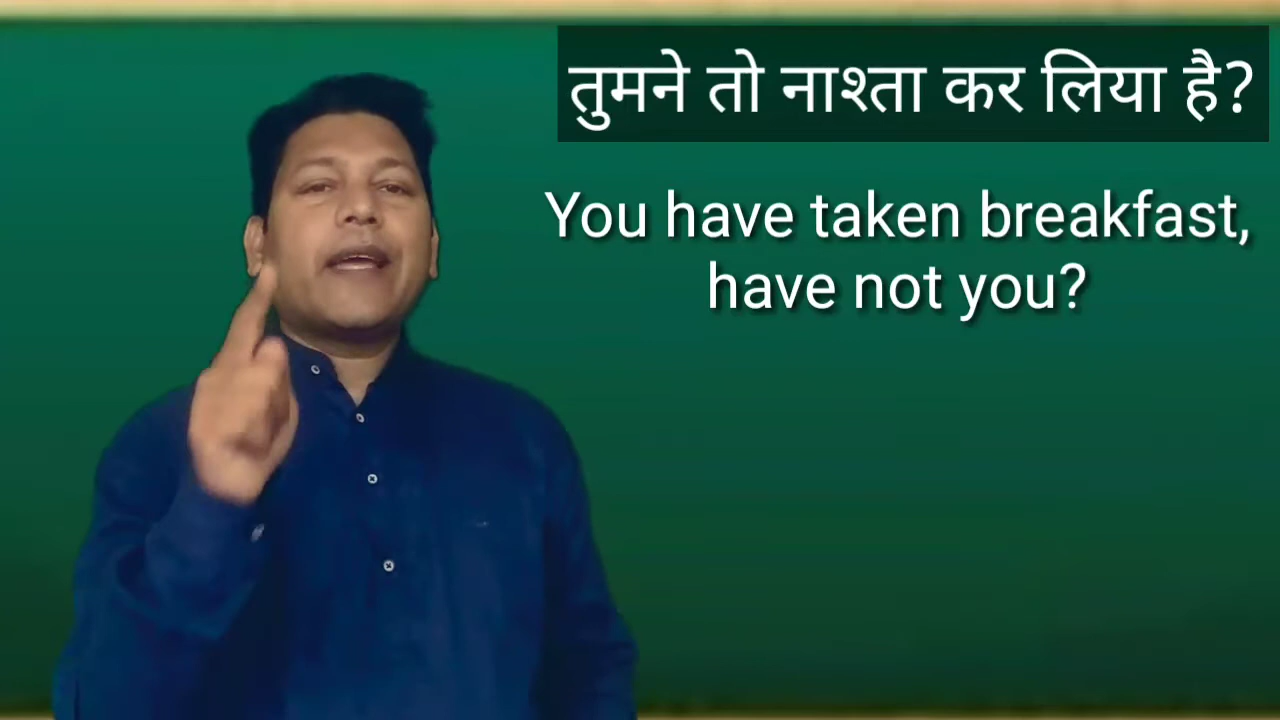 तुमने तो नाश्ता कर लिया है?
You have taken breakfast,
have not you?